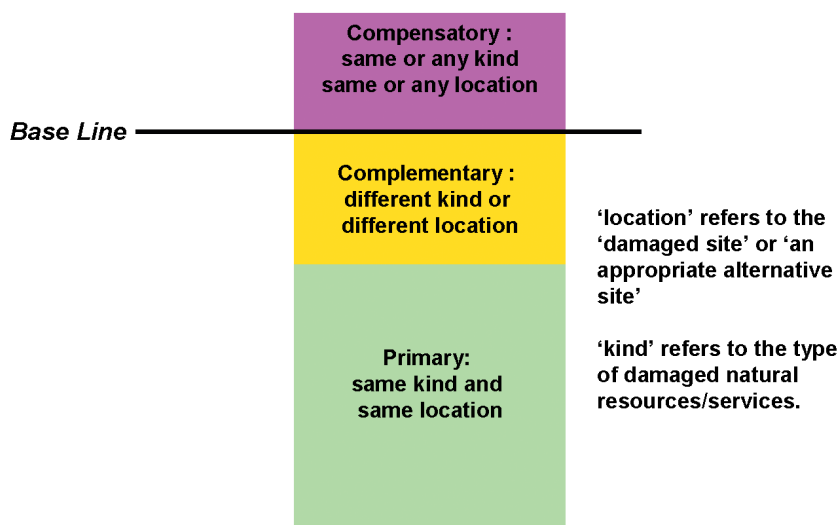 Compensatory :
same or any kind
same or any location
Base Line
Complementary :
different kind or
different location
‘location’ refers to the
‘damaged site’ or ‘an
appropriate alternative
site’
‘kind’ refers to the type
of damaged natural
resources/services.
Primary:
same kind and
same location